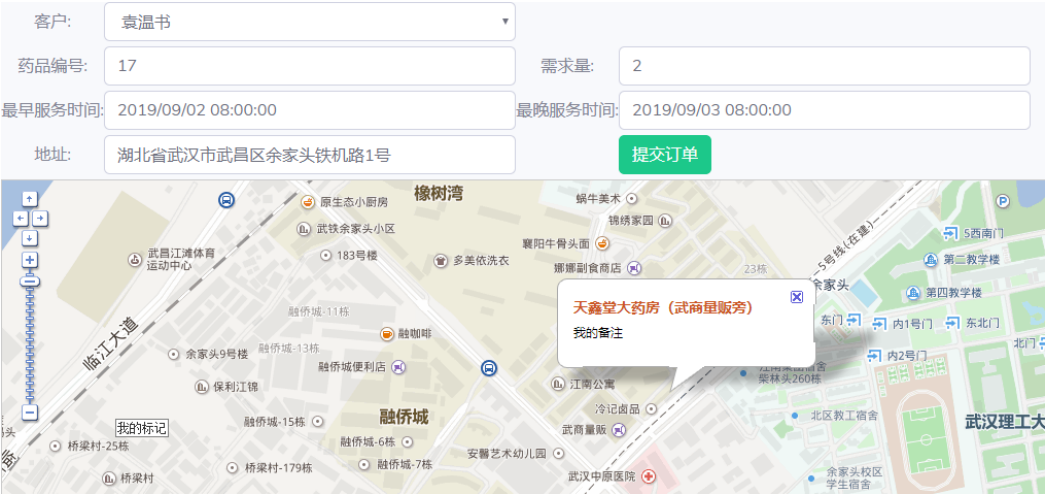 客户: 袁温书
药品编号: 17 需求量: 2
最早服务时间: 2019/09/02 08:00:00 最晚服务时间: 2019/09/03 08:00:00
地址: 湖北省武汉市武昌区余家头铁机路1号 提交订单
橡树湾
原生态小厨房
蜗牛美术
P
武铁余家头小区
锦绣家园
S西南门
襄阳牛骨头面
武昌江滩体育
运动中心
183号楼
多美依洗衣
娜娜副食商店
23栋
5号线(在建)
第二教学楼
余家头
第四教学楼
天鑫堂大药房（武商量贩旁）
我的备注
融侨城-11栋
东门
内1号门
东北门
临江大道
融咖啡
北门
余家头9号楼
融侨城-13栋
内2号门
融侨城便利店
柴林头260栋
保利江锦
江南公寓
融侨城
冷记卤品
北区教工宿舍
武汉理工大
融侨城-15栋
我的标记
武商量贩
桥梁村-25栋
融侨城-6栋
安馨艺术幼儿园
桥梁村-179栋
融侨城-7栋
武汉中原医院
余家头校区
学生宿舍
桥梁村